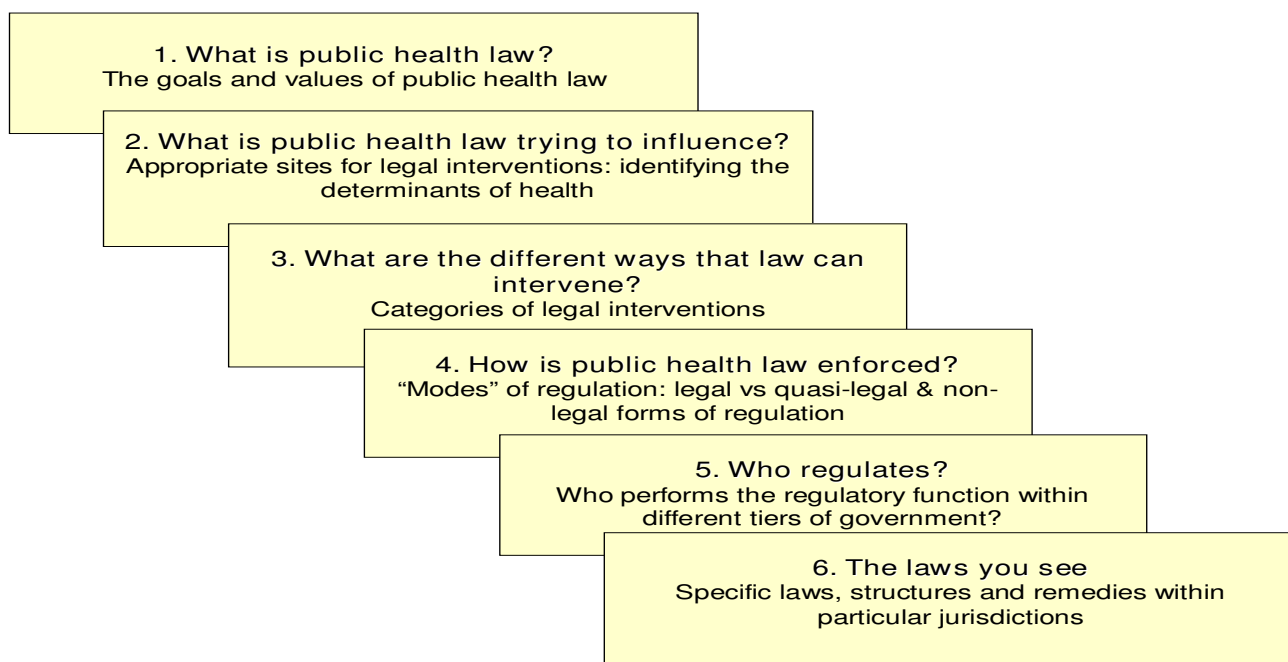 1. What is public health law?
The goals and values of public health law
2. What is public health law trying to influence?
Appropriate sites for legal interventions: identifying the
determinants of health
3. What are the different ways that law can
intervene?
Categories of legal interventions
4. How is public health law enforced?
“Modes” of regulation: legal vs quasi-legal & non-
legal forms of regulation
5. Who regulates?
Who performs the regulatory function within
different tiers of government?
6. The laws you see
Specific laws, structures and remedies within
particular jurisdictions